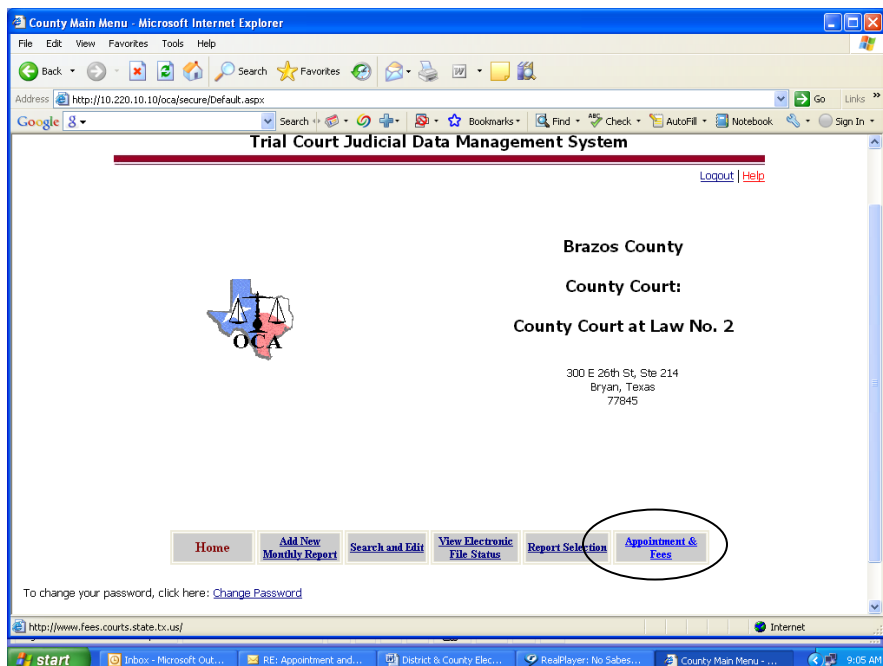 County Main Menu - Microsoft Internet Explorer
File Edit View Favorites Tools Help
Back Search Favorites
Address http://10.220.10.10/oca/secure/Default.aspx Go Links »
Google Search Bookmarks Find ABC Check AutoFill Notebook Sign In
Trial Court Judicial Data Management System
Logout | Help
Brazos County
County Court:
County Court at Law No. 2
OCA
300 E 26th St, Ste 214
Bryan, Texas
77845
Home Add New Monthly Report Search and Edit View Electronic File Status Report Selection Appointment & Fees
To change your password, click here: Change Password
http://www.fees.courts.state.tx.us/ Internet
start Inbox - Microsoft Out... RE: Appointment and... District & County Elec... RealPlayer: No Sabes... County Main Menu - ... 9:05 AM